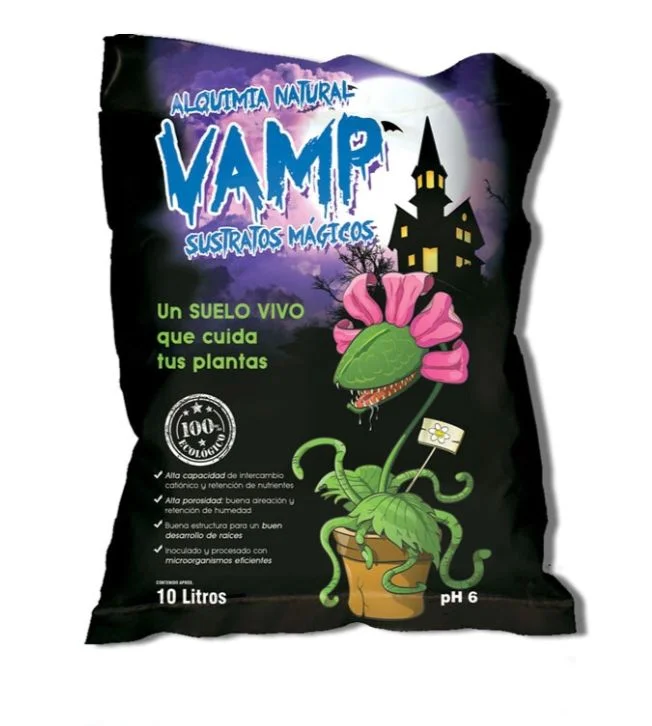 ALQUIMIA NATURAL
VAMP
SUSTRATOS MÁGICOS
Un SUELO VIVO
que cuida
tus plantas
100%
ECOLÓGICO
Alta capacidad de intercambio
catiónico y retención de nutrientes
Alta porosidad: buena aireación y
retención de humedad
Buena estructura para un buen
desarrollo de raíces
Inoculado y procesado con
microorganismos eficientes
CONTENIDO APROX.
10 Litros
pH 6